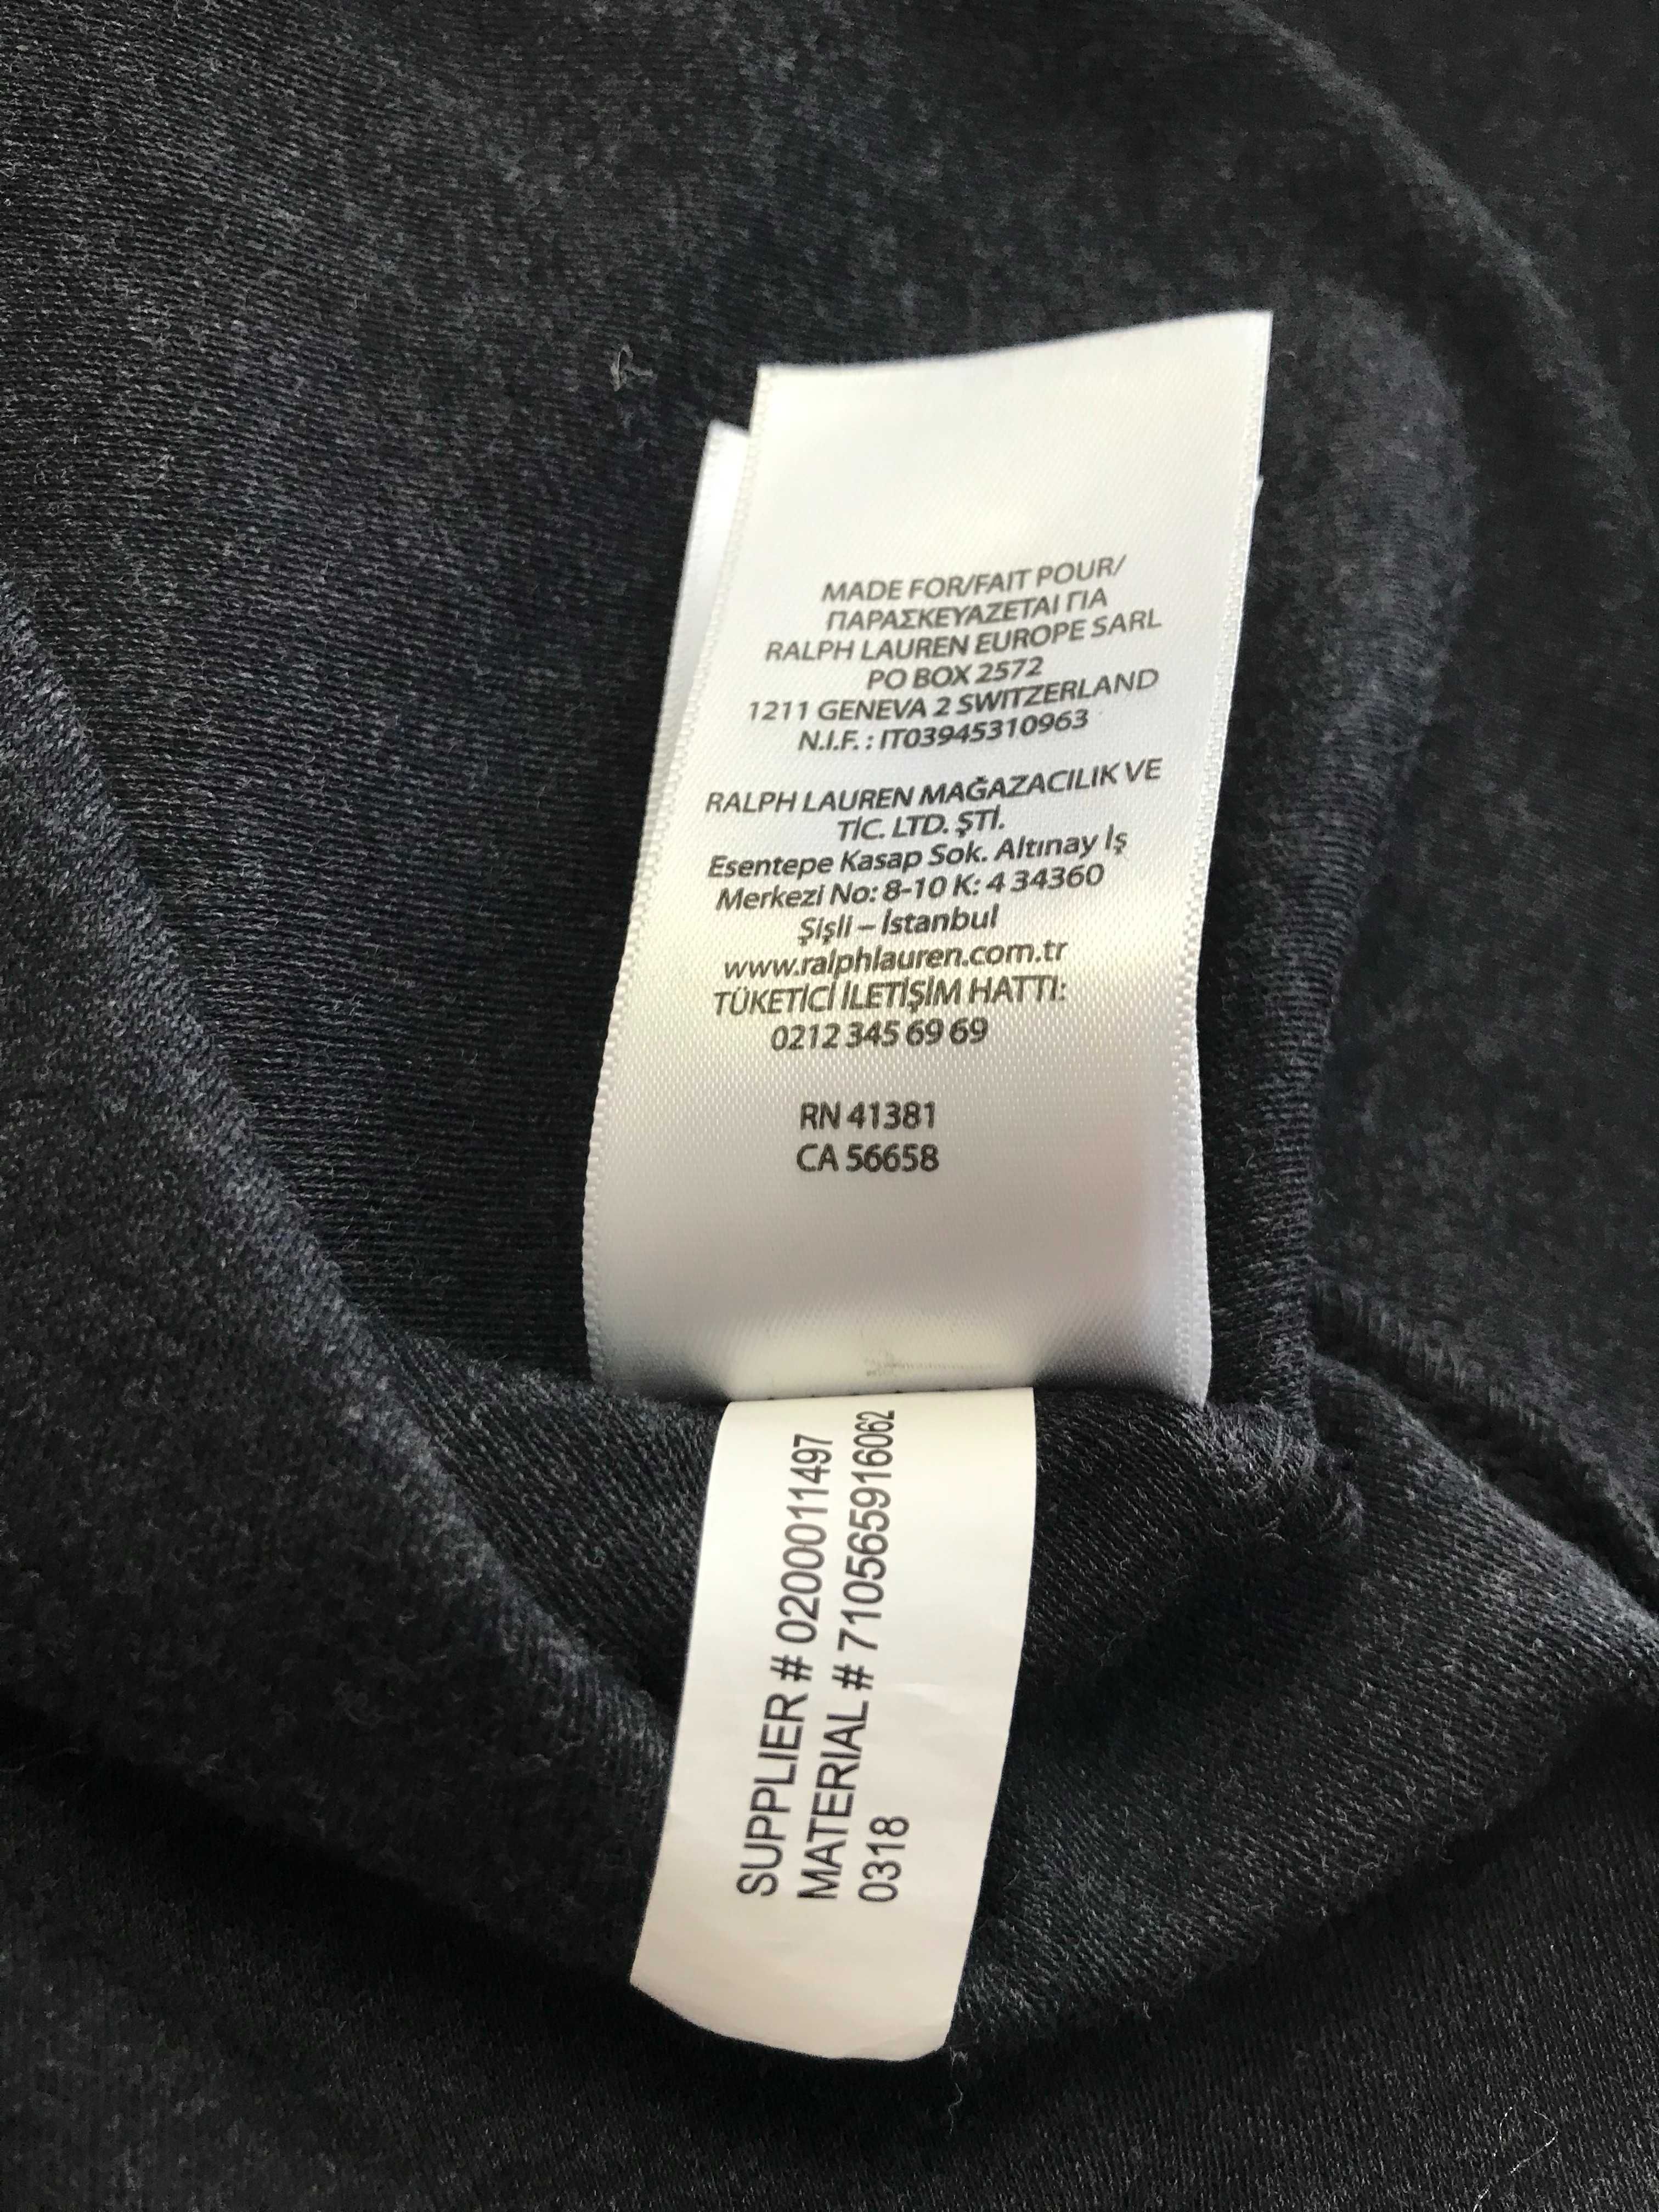 MADE FOR/FAIT POUR/
ΠΑΡΑΣΚΕΥΑΖΕΤΑΙ ΓΙΑ
RALPH LAUREN EUROPE SARL
PO BOX 2572
1211 GENEVA 2 SWITZERLAND
N.I.F. : IT03945310963
RALPH LAUREN MAĞAZACILIK VE
TİC. LTD. ŞTİ.
Esentepe Kasap Sok. Altınay İş
Merkezi No: 8-10 K: 4 34360
Şişli – İstanbul
www.ralphlauren.com.tr
TÜKETİCİ İLETİŞİM HATTI:
0212 345 69 69
RN 41381
CA 56658
SUPPLIER # 0200011497
MATERIAL # 710565916062
0318